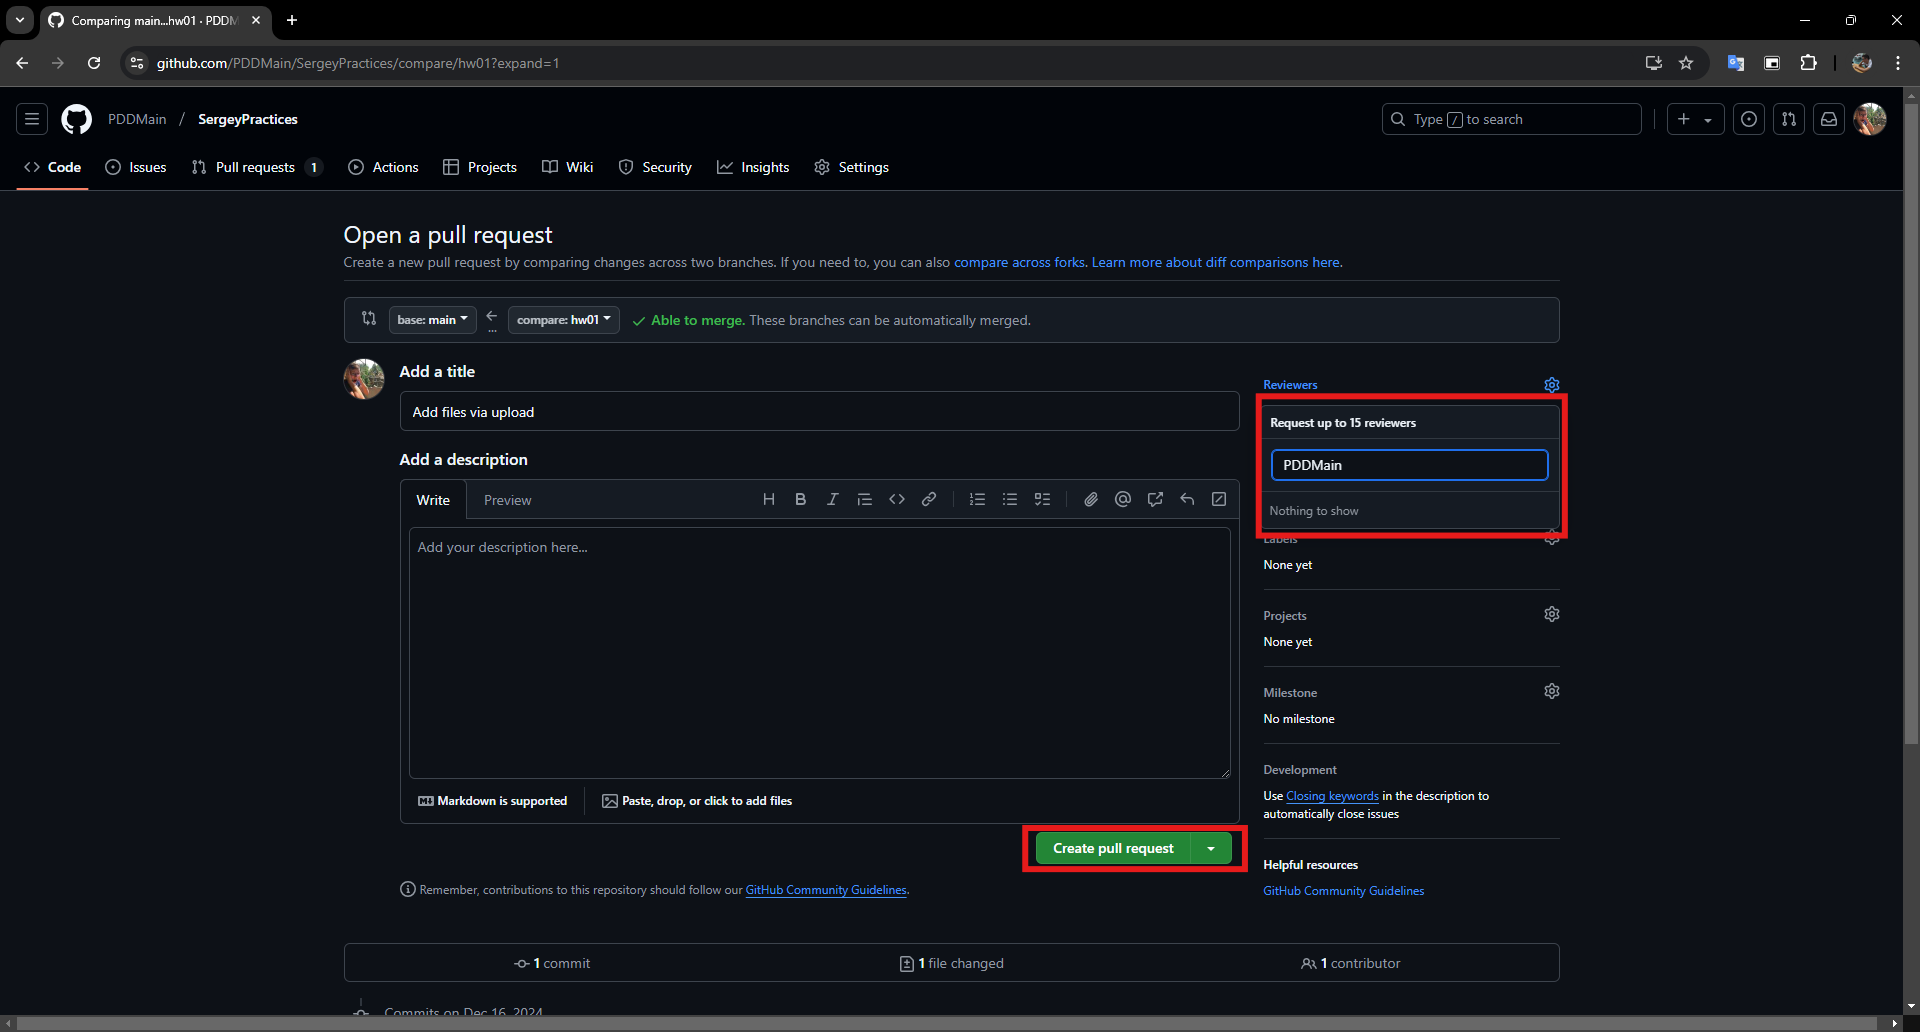 Comparing main...hw01 · PDDM
github.com/PDDMain/SergeyPractices/compare/hw01?expand=1
PDDMain / SergeyPractices
Type / to search
Code
Issues
Pull requests 1
Actions
Projects
Wiki
Security
Insights
Settings
Open a pull request
Create a new pull request by comparing changes across two branches. If you need to, you can also compare across forks. Learn more about diff comparisons here.
base: main
...
compare: hw01
Able to merge. These branches can be automatically merged.
Add a title
Add files via upload
Add a description
Write
Preview
Add your description here...
Markdown is supported
Paste, drop, or click to add files
Create pull request
Remember, contributions to this repository should follow our GitHub Community Guidelines.
Reviewers
Request up to 15 reviewers
PDDMain
Nothing to show
Labels
None yet
Projects
None yet
Milestone
No milestone
Development
Use Closing keywords in the description to
automatically close issues
Helpful resources
GitHub Community Guidelines
1 commit
1 file changed
1 contributor
Commits on Dec 16, 2024